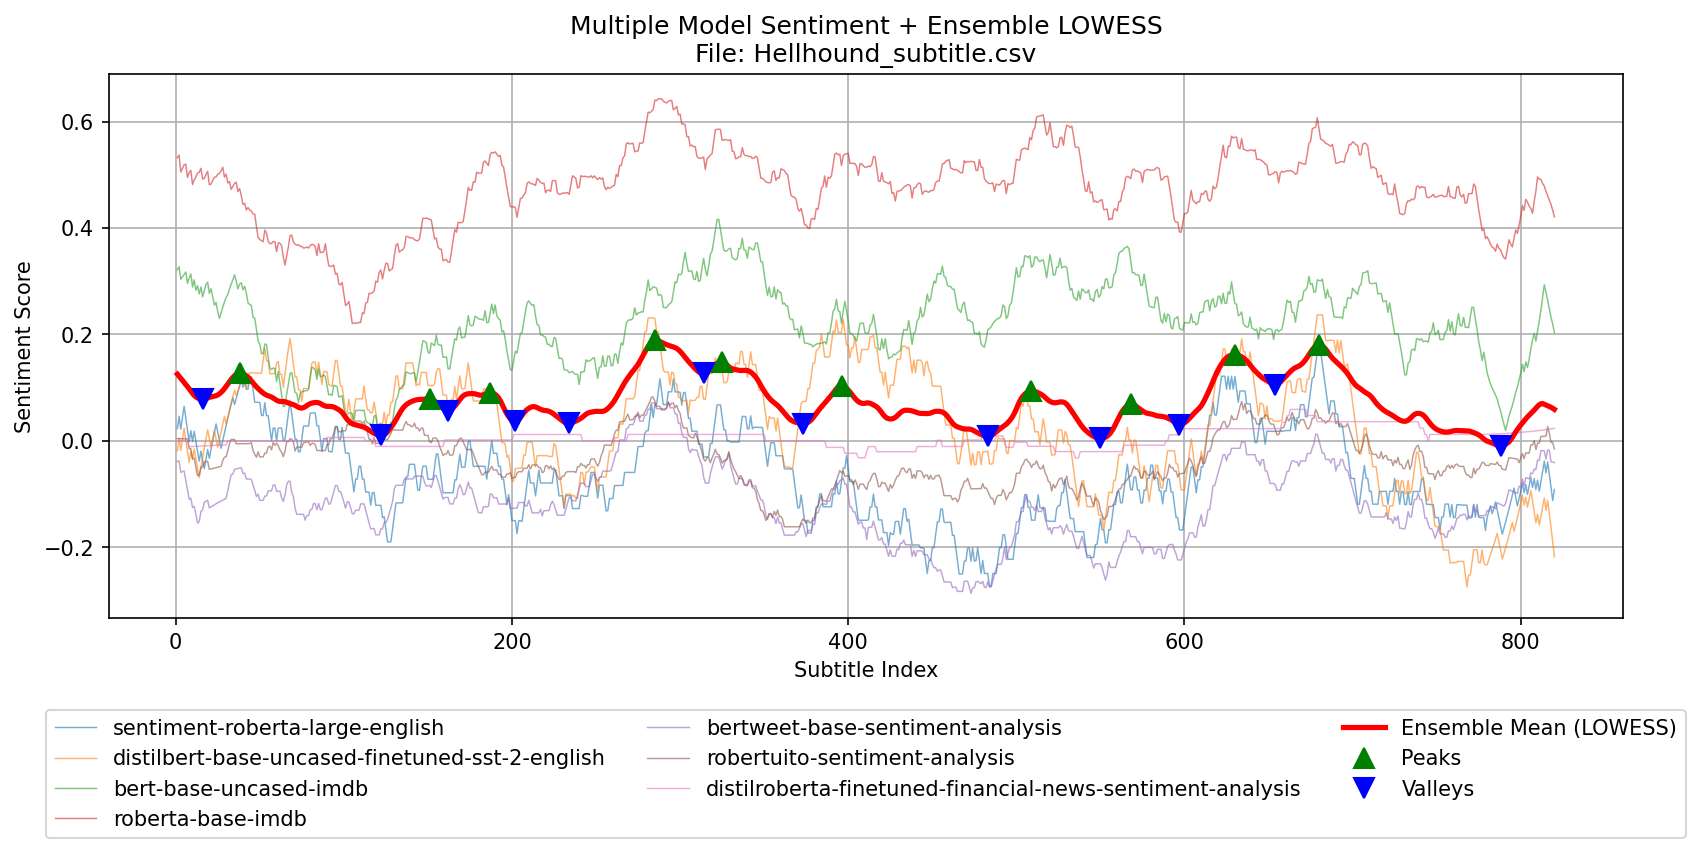 Multiple Model Sentiment + Ensemble LOWESS
File: Hellhound_subtitle.csv
Sentiment Score
0.6
0.4
0.2
0.0
−0.2
0
200
400
600
800
Subtitle Index
sentiment-roberta-large-english
distilbert-base-uncased-finetuned-sst-2-english
bert-base-uncased-imdb
roberta-base-imdb
bertweet-base-sentiment-analysis
robertuito-sentiment-analysis
distilroberta-finetuned-financial-news-sentiment-analysis
Ensemble Mean (LOWESS)
Peaks
Valleys